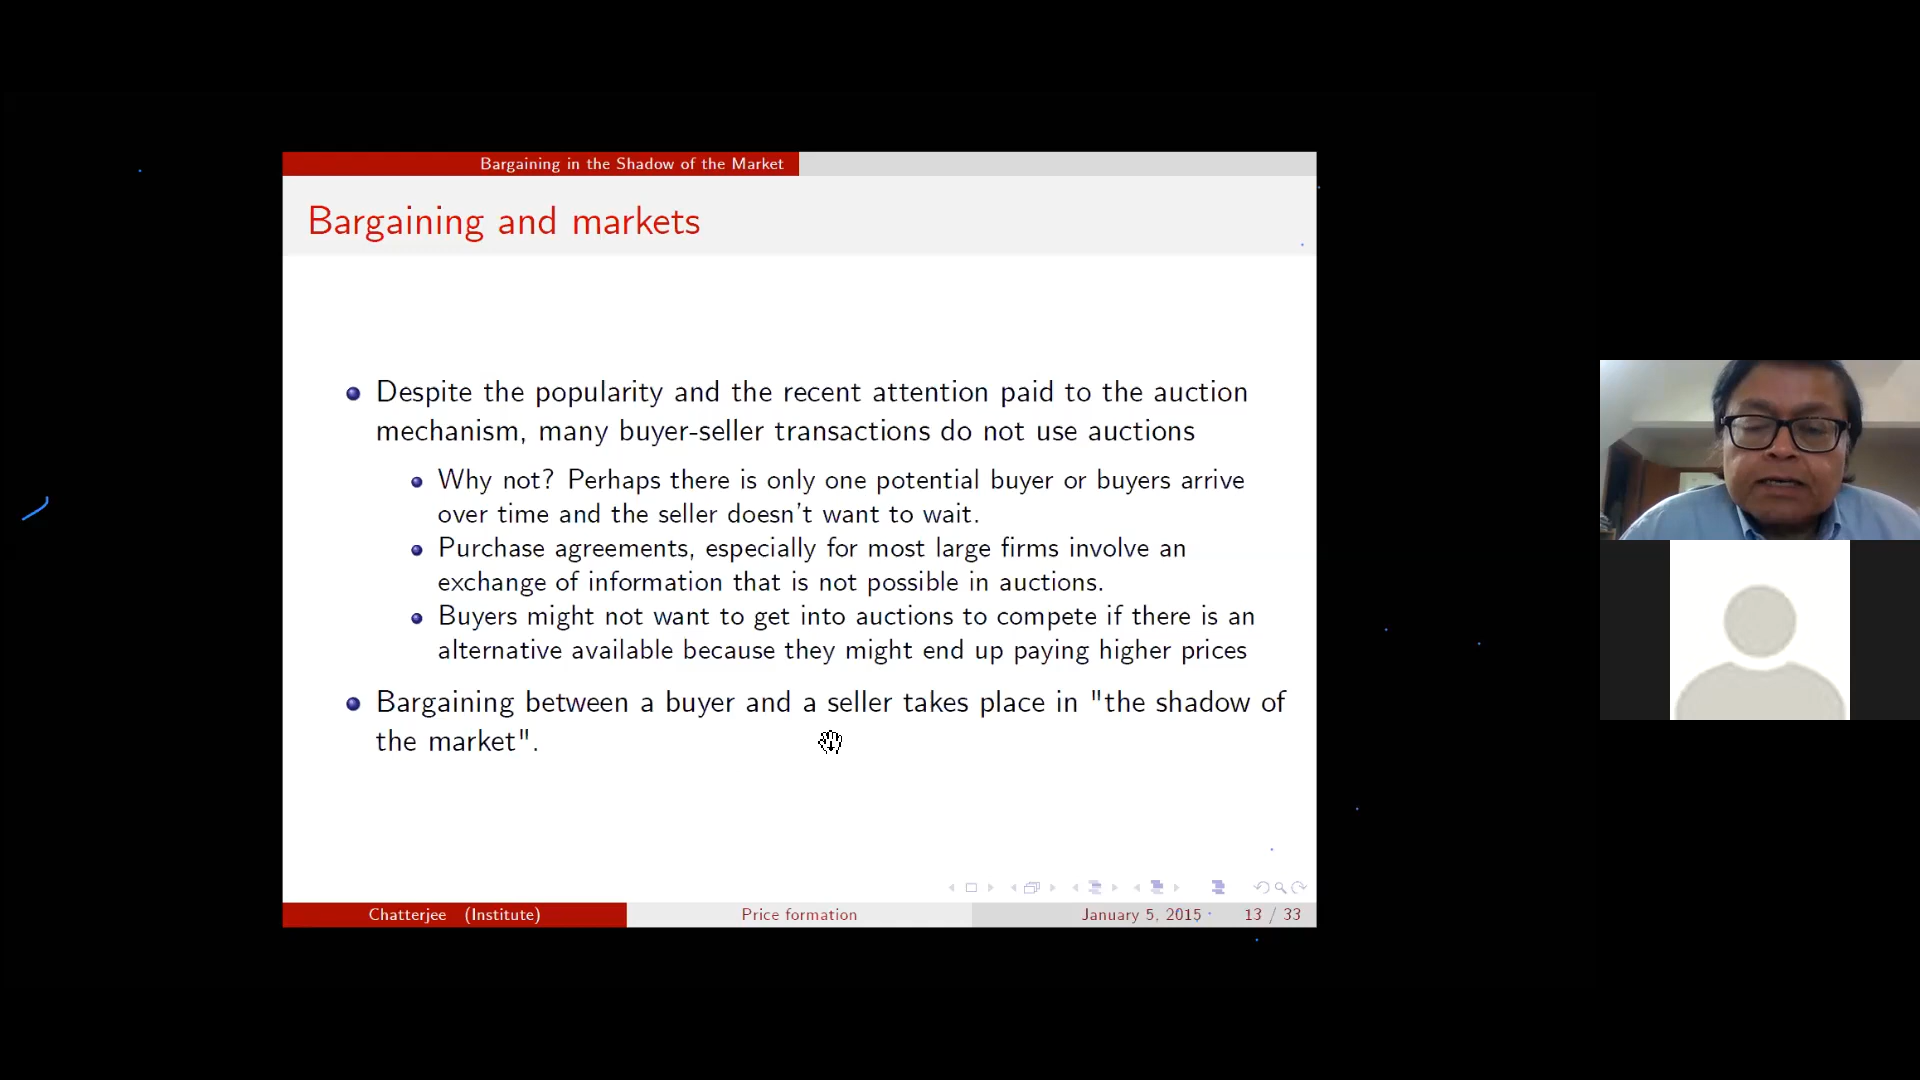 Bargaining in the Shadow of the Market
Bargaining and markets
Despite the popularity and the recent attention paid to the auction
mechanism, many buyer-seller transactions do not use auctions
Why not? Perhaps there is only one potential buyer or buyers arrive
over time and the seller doesn't want to wait.
Purchase agreements, especially for most large firms involve an
exchange of information that is not possible in auctions.
Buyers might not want to get into auctions to compete if there is an
alternative available because they might end up paying higher prices
Bargaining between a buyer and a seller takes place in "the shadow of
the market".
Chatterjee (Institute) Price formation January 5, 2015 13 / 33